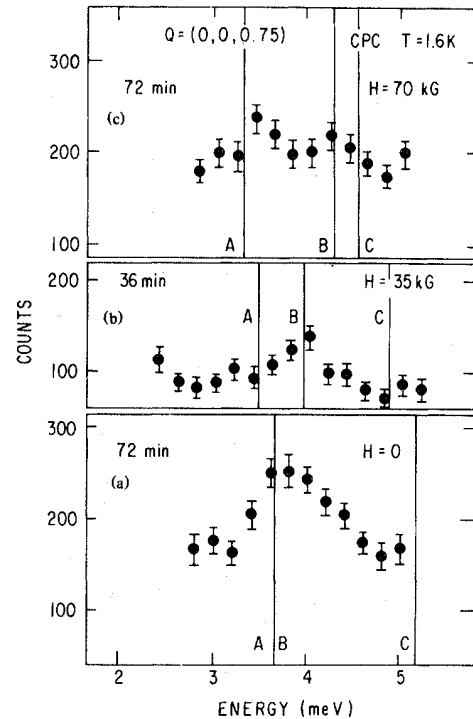 Q = (0, 0, 0.75) CPC T = 1.6K
300
72 min H = 70 kG
(c)
200
A B C
100
200
36 min H = 35 kG
(b) A B C
100
COUNTS
300
72 min H = 0
(a)
200
100
A B C
2 3 4 5
ENERGY (meV)